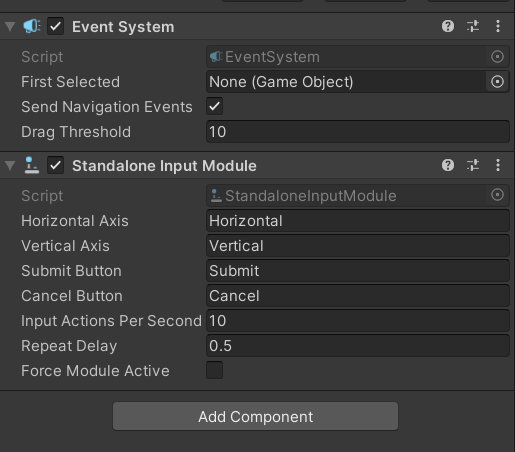 Event System
Script EventSystem
First Selected None (Game Object)
Send Navigation Events
Drag Threshold 10
Standalone Input Module
Script StandaloneInputModule
Horizontal Axis Horizontal
Vertical Axis Vertical
Submit Button Submit
Cancel Button Cancel
Input Actions Per Second 10
Repeat Delay 0.5
Force Module Active
Add Component